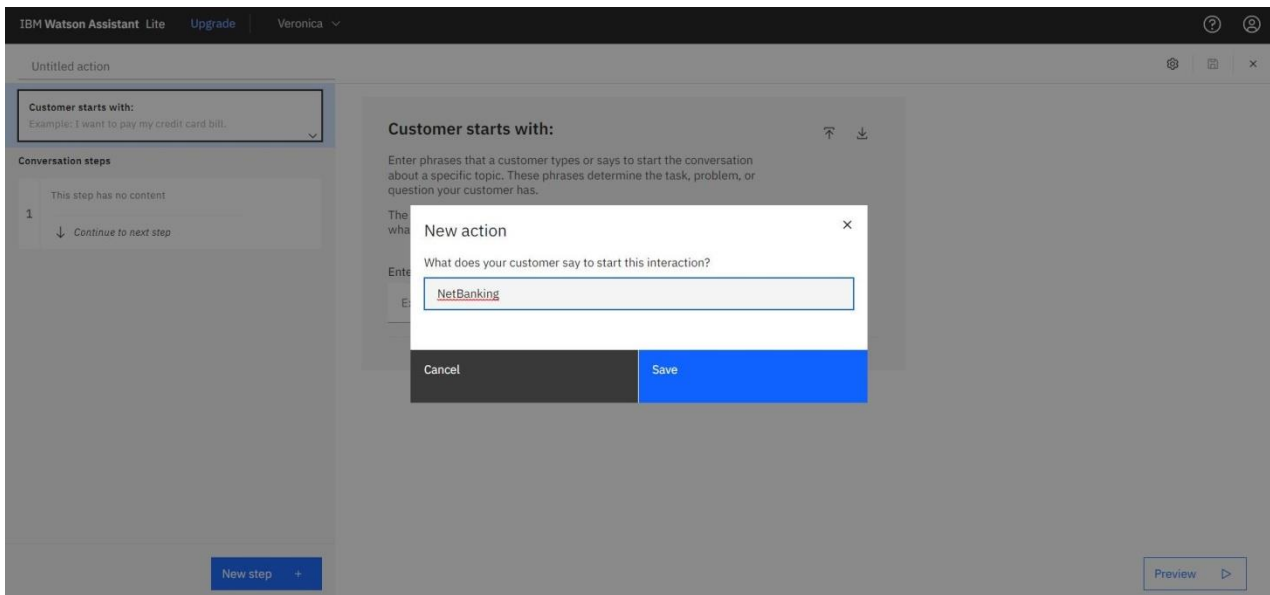 IBM Watson Assistant Lite Upgrade Veronica
Untitled action
Customer starts with:
Example: I want to pay my credit card bill.
Conversation steps
1
This step has no content
Continue to next step
New step +
Customer starts with:
Enter phrases that a customer types or says to start the conversation
about a specific topic. These phrases determine the task, problem, or
question your customer has.
The
wha
Ente
E
New action
What does your customer say to start this interaction?
NetBanking
Cancel Save
Preview